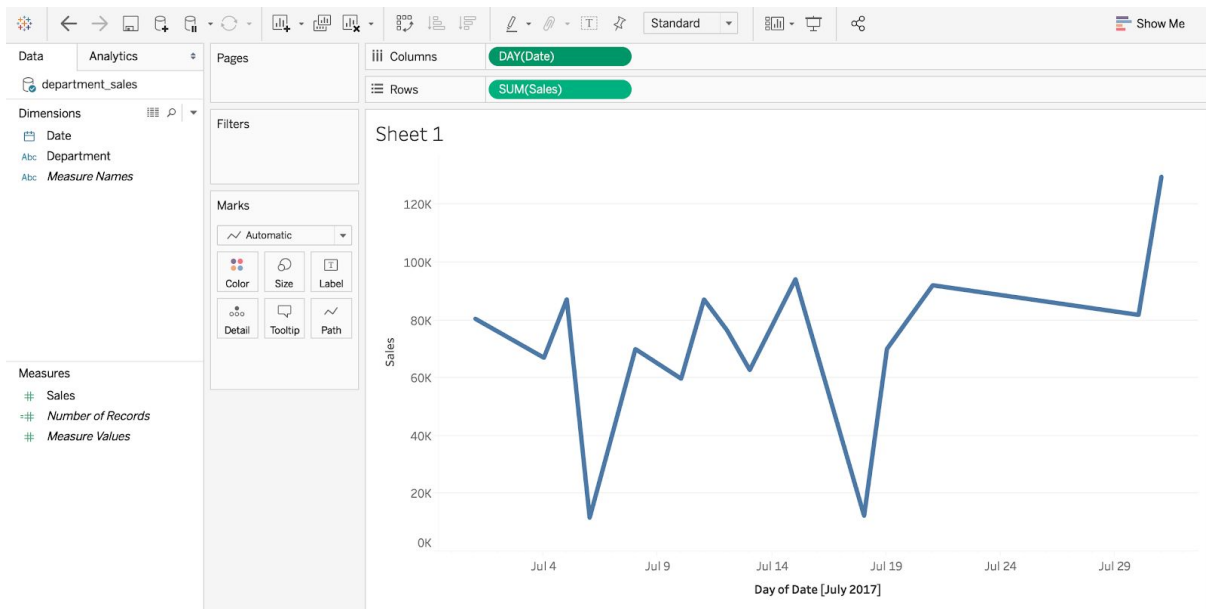 Standard
Show Me
Data
Analytics
Pages
Columns
DAY(Date)
department_sales
Rows
SUM(Sales)
Dimensions
Date
Abc Department
Abc Measure Names
Filters
Marks
Automatic
Color
Size
T
Label
Detail
Tooltip
Path
Measures
# Sales
=# Number of Records
# Measure Values
Sheet 1
Sales
120K
100K
80K
60K
40K
20K
0K
Jul 4
Jul 9
Jul 14
Jul 19
Jul 24
Jul 29
Day of Date [July 2017]